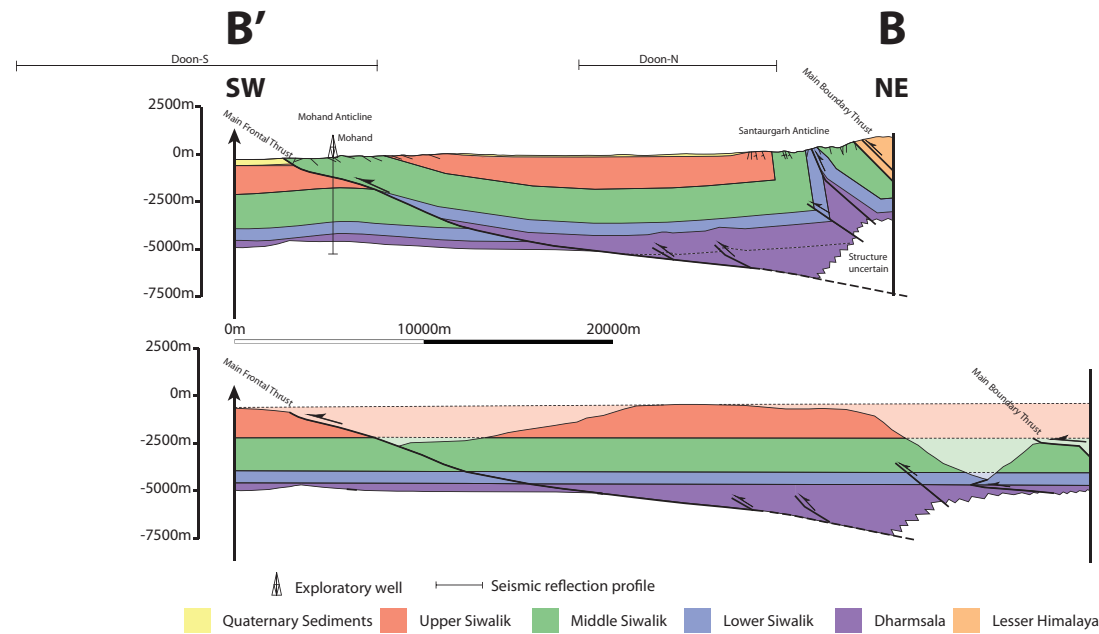 B′
B
Doon-S
Doon-N
SW
NE
Main Boundary Thrust
2500m
Main Frontal Thrust
Mohand Anticline
Mohand
Santaurgarh Anticline
0m
-2500m
-5000m
Structure
uncertain
-7500m
0m
10000m
20000m
2500m
Main Frontal Thrust
Main Boundary Thrust
0m
-2500m
-5000m
-7500m
Exploratory well
Seismic reflection profile
Quaternary Sediments
Upper Siwalik
Middle Siwalik
Lower Siwalik
Dharmsala
Lesser Himalaya